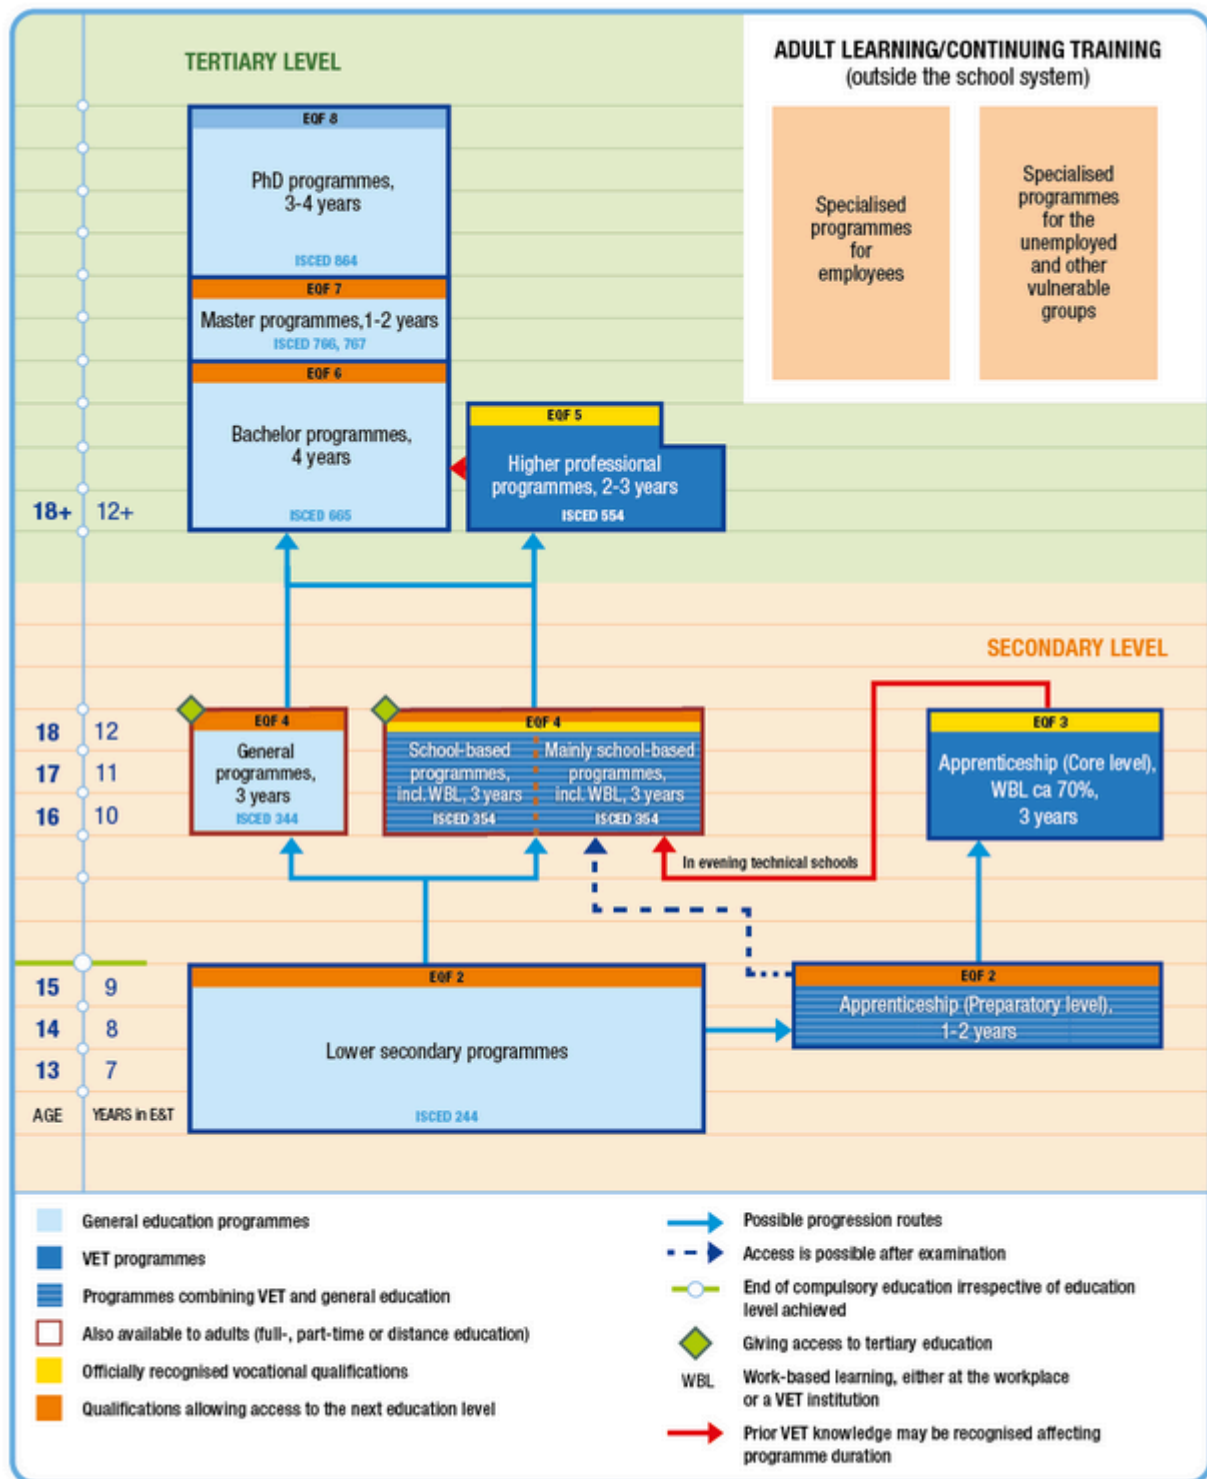 TERTIARY LEVEL
ADULT LEARNING/CONTINUING TRAINING
(outside the school system)
Specialised
programmes
for
employees
Specialised
programmes
for the
unemployed
and other
vulnerable
groups
EQF 8
PhD programmes,
3-4 years
ISCED 864
EQF 7
Master programmes,1-2 years
ISCED 766, 767
EQF 6
Bachelor programmes,
4 years
ISCED 665
EQF 5
Higher professional
programmes, 2-3 years
ISCED 554
18+ 12+
SECONDARY LEVEL
18 12
17 11
16 10
EQF 4
General
programmes,
3 years
ISCED 344
EQF 4
School-based
programmes,
incl. WBL, 3 years
ISCED 354
Mainly school-based
programmes,
incl. WBL, 3 years
ISCED 354
EQF 3
Apprenticeship (Core level),
WBL ca 70%,
3 years
In evening technical schools
15 9
14 8
13 7
AGE YEARS in E&T
EQF 2
Lower secondary programmes
ISCED 244
EQF 2
Apprenticeship (Preparatory level),
1-2 years
General education programmes
VET programmes
Programmes combining VET and general education
Also available to adults (full-, part-time or distance education)
Officially recognised vocational qualifications
Qualifications allowing access to the next education level
Possible progression routes
Access is possible after examination
End of compulsory education irrespective of education
level achieved
Giving access to tertiary education
WBL Work-based learning, either at the workplace
or a VET institution
Prior VET knowledge may be recognised affecting
programme duration